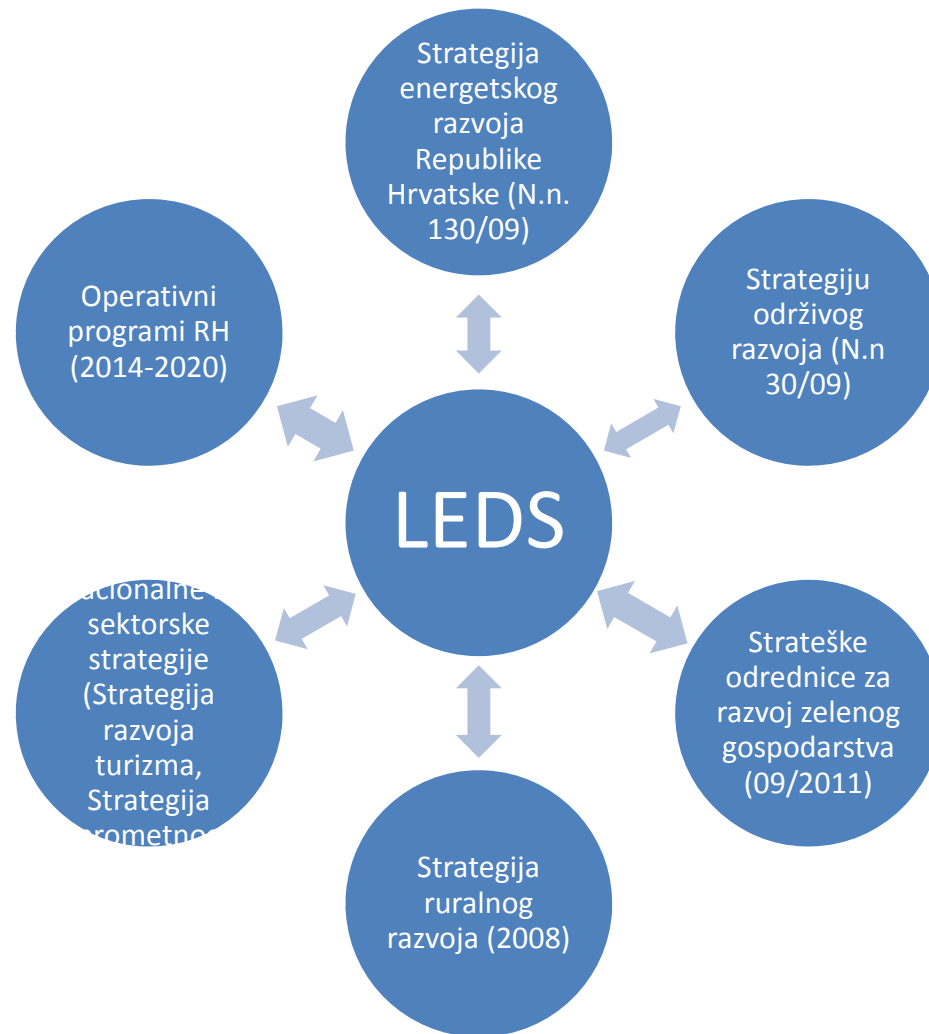 Strategija
energetskog
razvoja
Republike
Hrvatske (N.n.
130/09)
Operativni
programi RH
(2014-2020)
Strategiju
održivog
razvoja (N.n
30/09)
LEDS
sektorske
strategije
(Strategija
razvoja
turizma,
Strategija
Strateške
odrednice za
razvoj zelenog
gospodarstva
(09/2011)
Strategija
ruralnog
razvoja (2008)